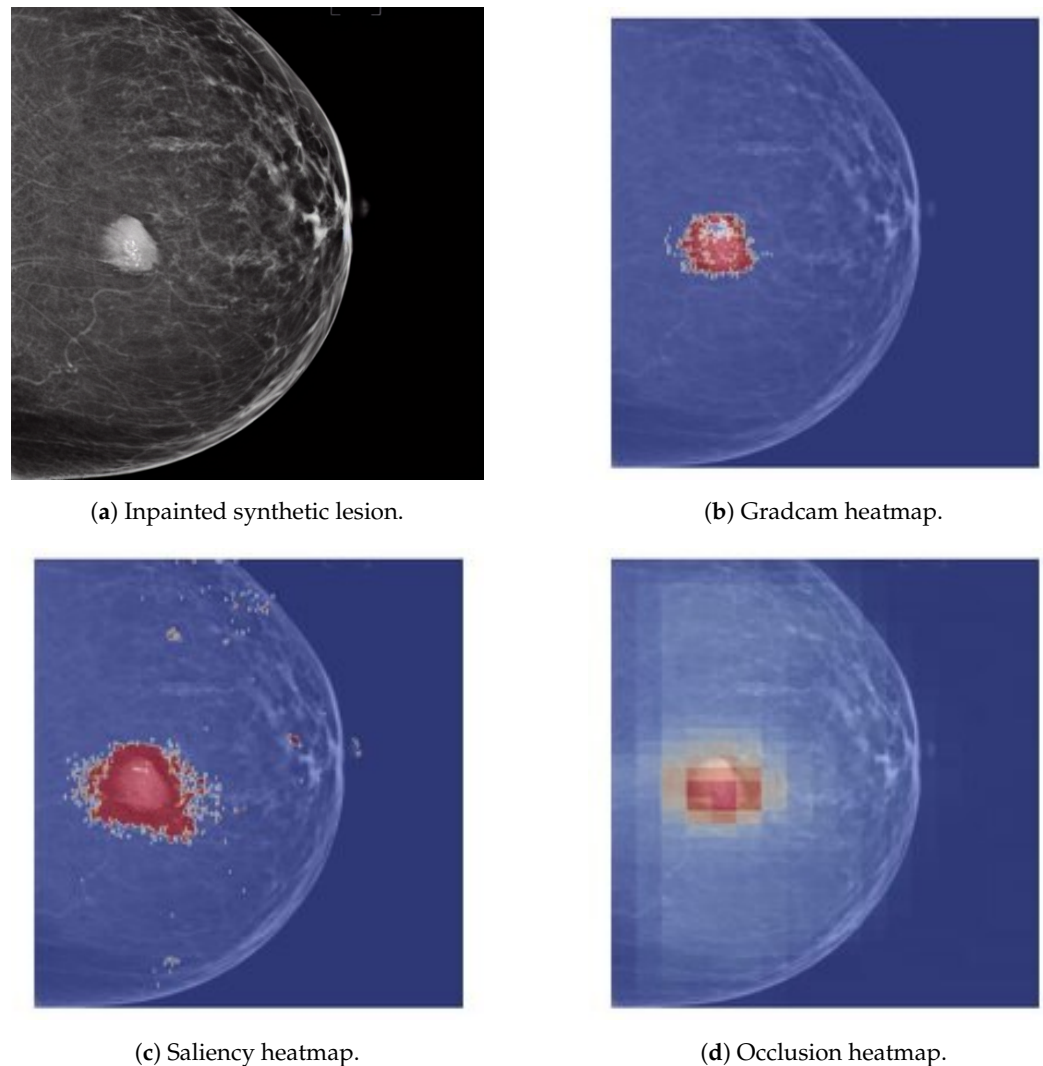 (a) Inpainted synthetic lesion.
(b) Gradcam heatmap.
(c) Saliency heatmap.
(d) Occlusion heatmap.